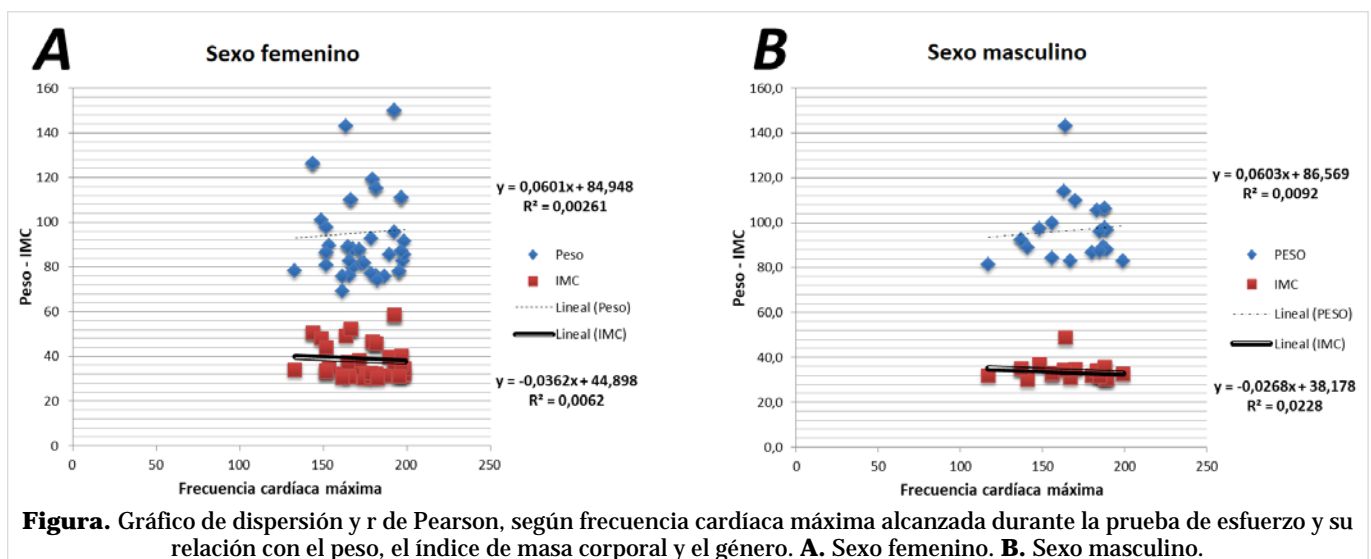 A
Sexo femenino
160
140
120
100
80
60
40
20
0
0 50 100 150 200 250
Peso - IMC
Frecuencia cardíaca máxima
y = 0,0601x + 84,948
R² = 0,00261
Peso
IMC
Lineal (Peso)
Lineal (IMC)
y = -0,0362x + 44,898
R² = 0,0062
B
Sexo masculino
160,0
140,0
120,0
100,0
80,0
60,0
40,0
20,0
0,0
0 50 100 150 200 250
Peso - IMC
Frecuencia cardíaca máxima
y = 0,0603x + 86,569
R² = 0,0092
PESO
IMC
Lineal (PESO)
Lineal (IMC)
y = -0,0268x + 38,178
R² = 0,0228
Figura. Gráfico de dispersión y r de Pearson, según frecuencia cardíaca máxima alcanzada durante la prueba de esfuerzo y su
relación con el peso, el índice de masa corporal y el género. A. Sexo femenino. B. Sexo masculino.